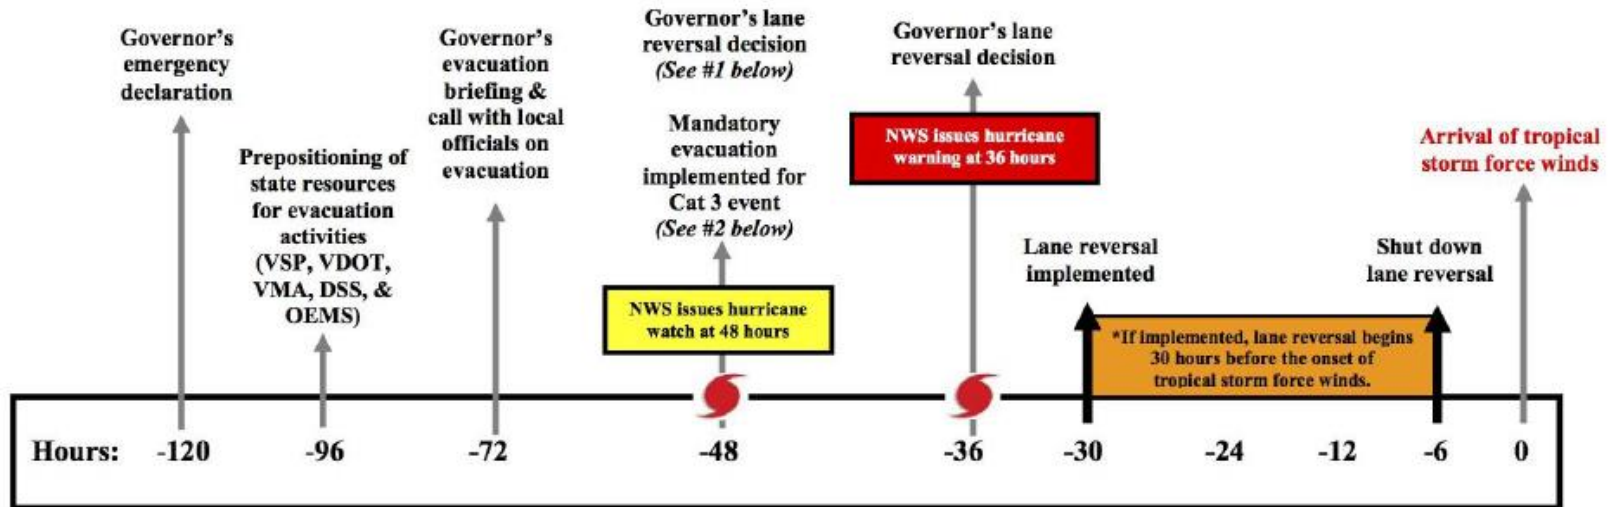 Governor's
emergency
declaration
Prepositioning of
state resources
for evacuation
activities
(VSP, VDOT,
VMA, DSS, &
OEMS)
Governor's
evacuation
briefing &
call with local
officials on
evacuation
Governor's lane
reversal decision
(See #1 below)
Mandatory
evacuation
implemented for
Cat 3 event
(See #2 below)
NWS issues hurricane
watch at 48 hours
Governor's lane
reversal decision
NWS issues hurricane
warning at 36 hours
Lane reversal
implemented
*If implemented, lane reversal begins
30 hours before the onset of
tropical storm force winds.
Shut down
lane reversal
Arrival of tropical
storm force winds
Hours: -120 -96 -72 -48 -36 -30 -24 -12 -6 0